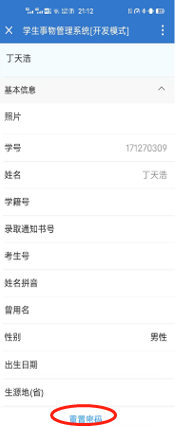 21:12
学生事物管理系统[开发模式]
丁天浩
基本信息
照片
学号 171270309
姓名 丁天浩
学籍号
录取通知书号
考生号
姓名拼音
曾用名
性别 男性
出生日期
生源地(省)
重置密码